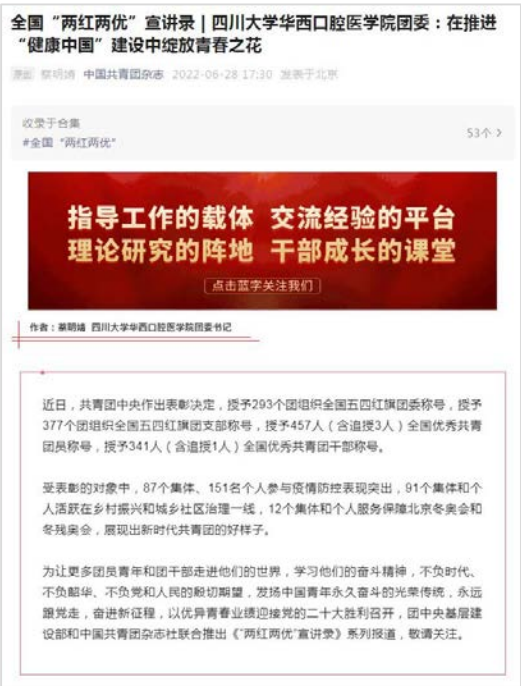 全国“两红两优”宣讲录 | 四川大学华西口腔医学院团委：在推进
“健康中国”建设中绽放青春之花
原创 蔡明婧 中国共青团杂志 2022-06-28 17:30 发表于北京
收录于合集
#全国“两红两优”
53个 >
指导工作的载体 交流经验的平台
理论研究的阵地 干部成长的课堂
点击蓝字关注我们
作者：蔡明婧 四川大学华西口腔医学院团委书记
近日，共青团中央作出表彰决定，授予293个团组织全国五四红旗团委称号，授予
377个团组织全国五四红旗团支部称号，授予457人（含追授3人）全国优秀共青
团员称号，授予341人（含追授1人）全国优秀共青团干部称号。
受表彰的对象中，87个集体、151名个人参与疫情防控表现突出，91个集体和个
人活跃在乡村振兴和城乡社区治理一线，12个集体和个人服务保障北京冬奥会和
冬残奥会，展现出新时代共青团的好样子。
为让更多团员青年和团干部走进他们的世界，学习他们的奋斗精神，不负时代、
不负韶华、不负党和人民的殷切期望，发扬中国青年永久奋斗的光荣传统，永远
跟党走，奋进新征程，以优异青春业绩迎接党的二十大胜利召开，团中央基层建
设部和中国共青团杂志社联合推出《“两红两优”宣讲录》系列报道，敬请关注。